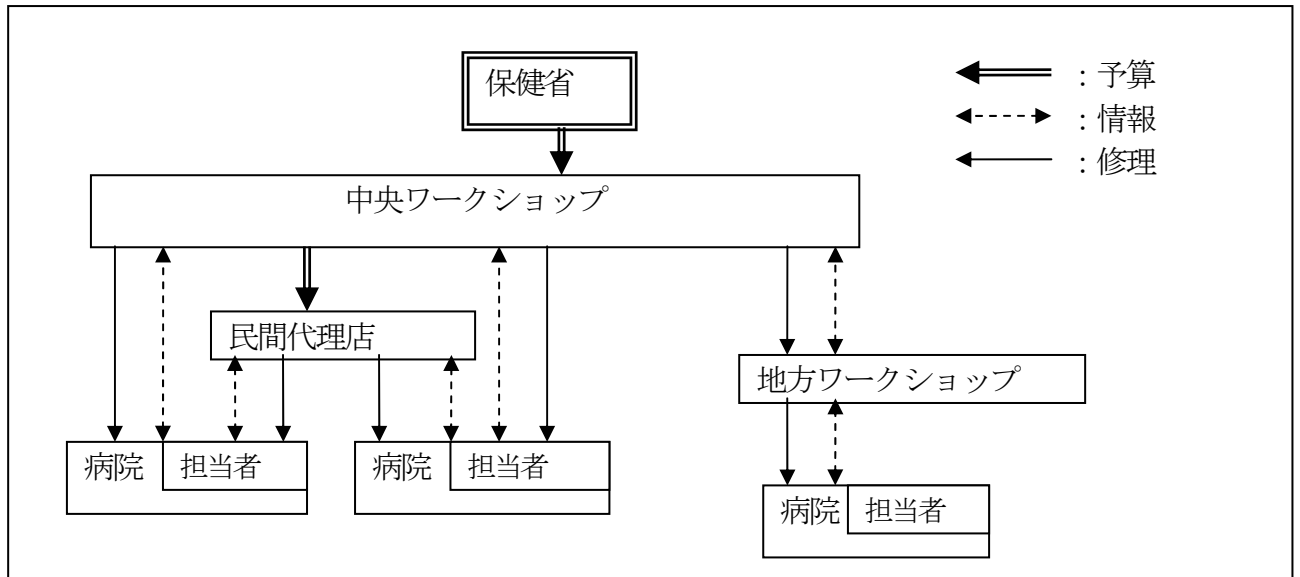 保健省
：予算
：情報
：修理
中央ワークショップ
民間代理店
地方ワークショップ
病院
担当者
病院
担当者
病院
担当者